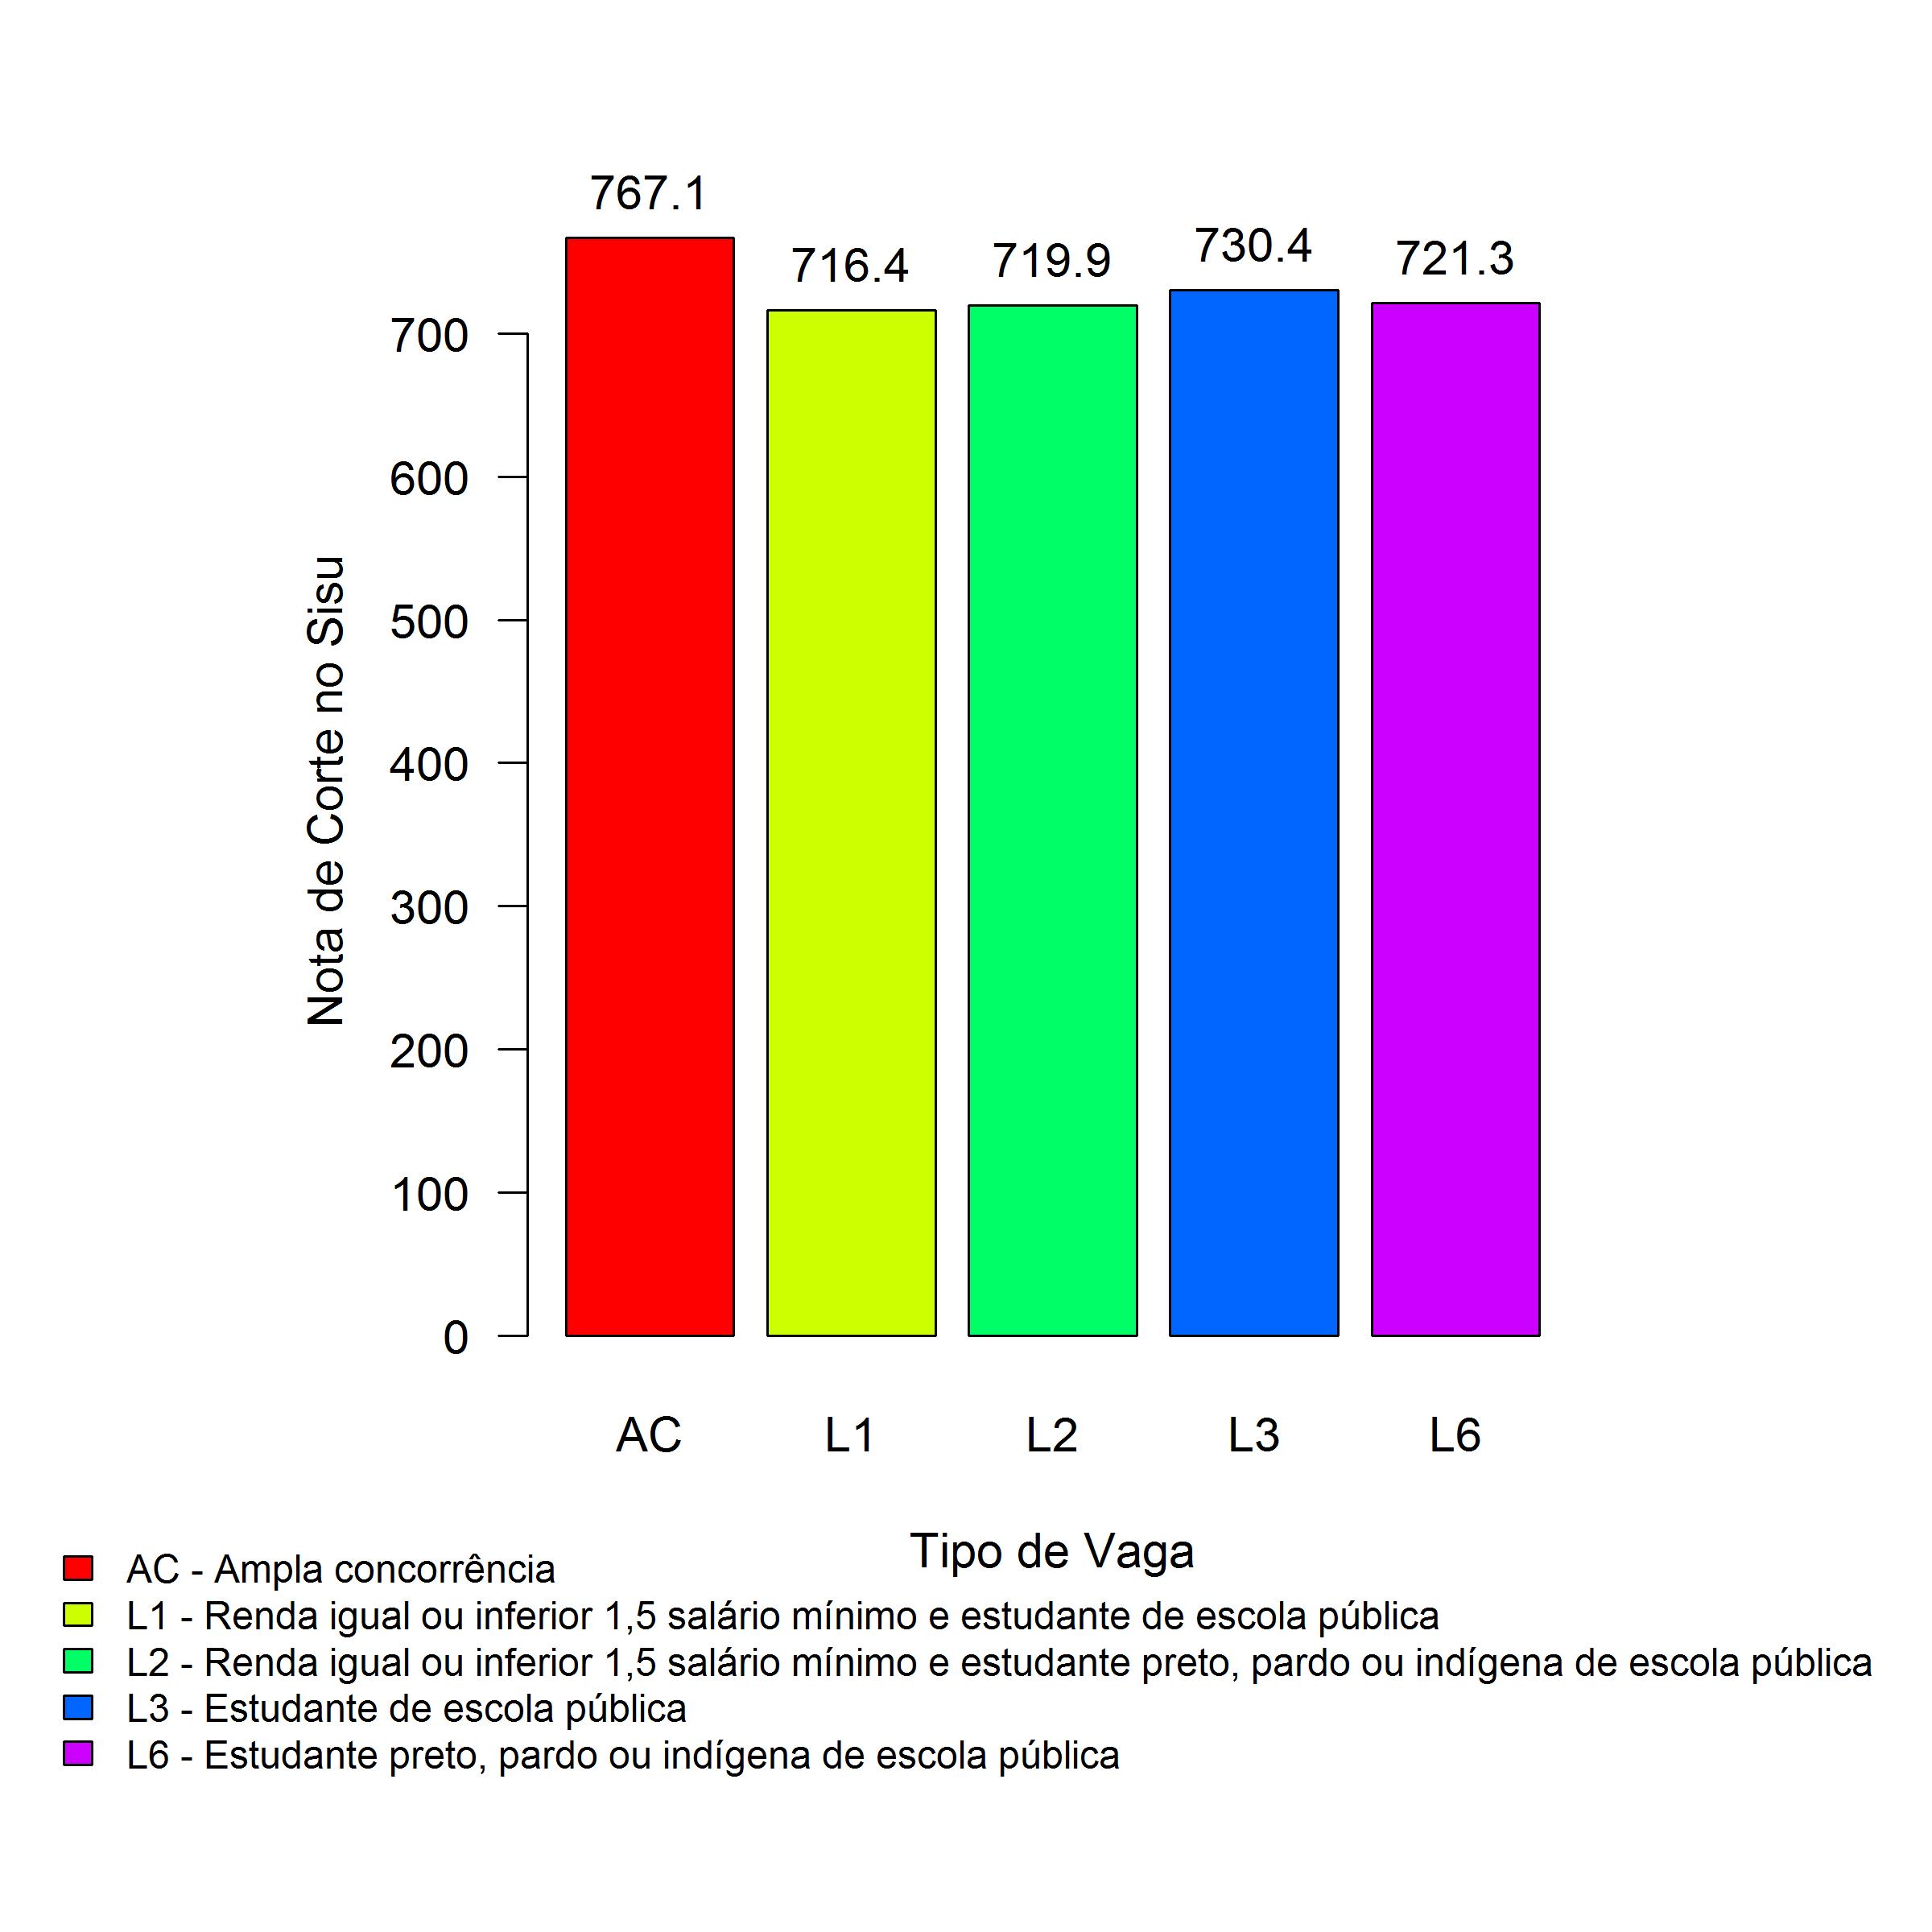 767.1
716.4
719.9
730.4
721.3
700
600
500
400
300
200
100
0
Nota de Corte no Sisu
AC
L1
L2
L3
L6
Tipo de Vaga
AC - Ampla concorrência
L1 - Renda igual ou inferior 1,5 salário mínimo e estudante de escola pública
L2 - Renda igual ou inferior 1,5 salário mínimo e estudante preto, pardo ou indígena de escola pública
L3 - Estudante de escola pública
L6 - Estudante preto, pardo ou indígena de escola pública